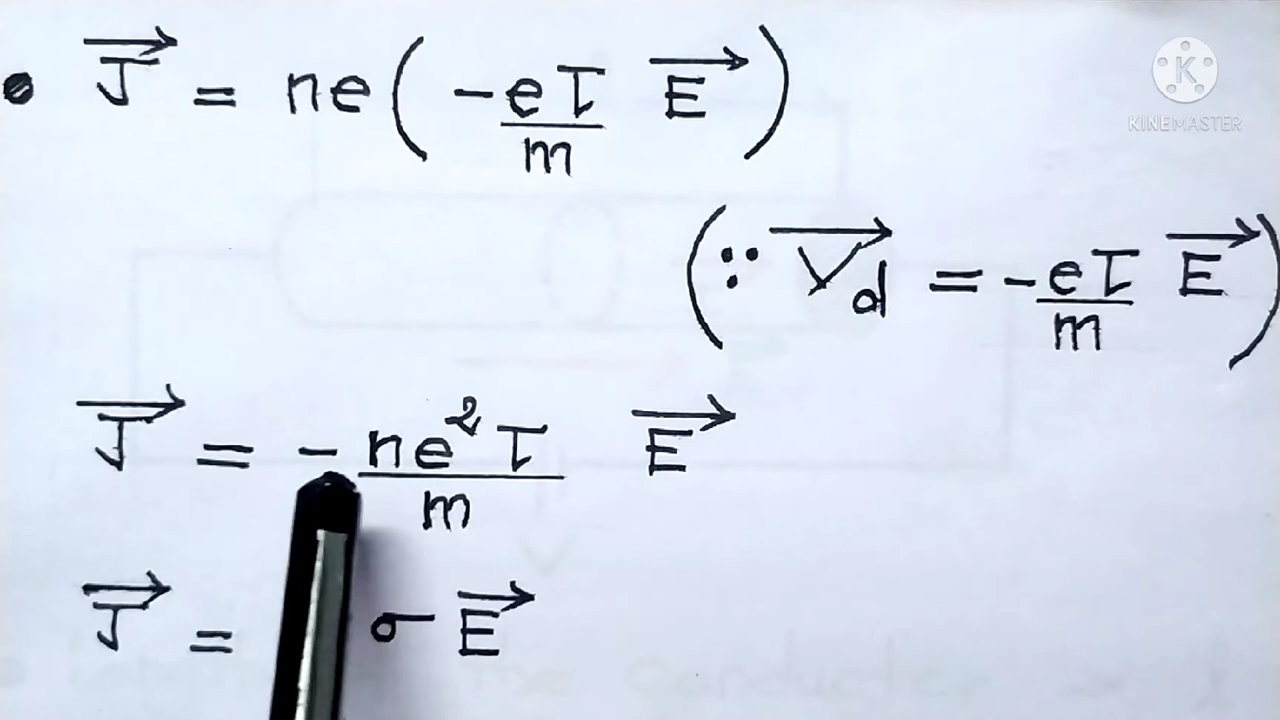 • J⃗ = ne( -eτ/m E⃗ )
K
KINEMASTER
(∵ V⃗d = -eτ/m E⃗ )
J⃗ = - ne²τ/m E⃗
J⃗ = σ E⃗